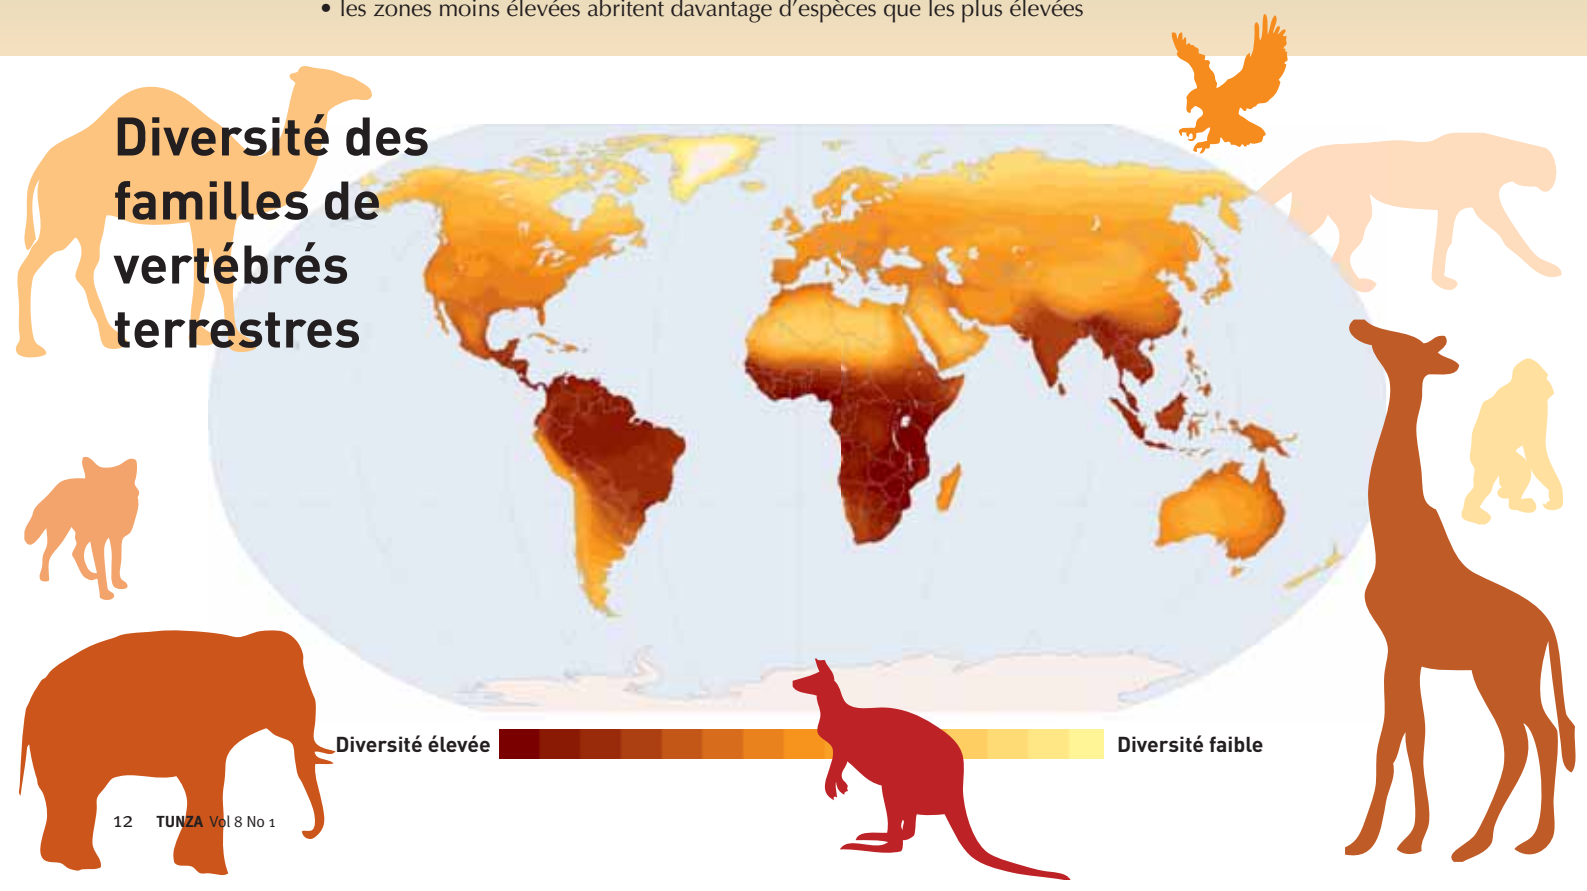 • les zones moins élevées abritent davantage d’espèces que les plus élevées
Diversité des
familles de
vertébrés
terrestres
Diversité élevée
Diversité faible
12 TUNZA Vol 8 No 1